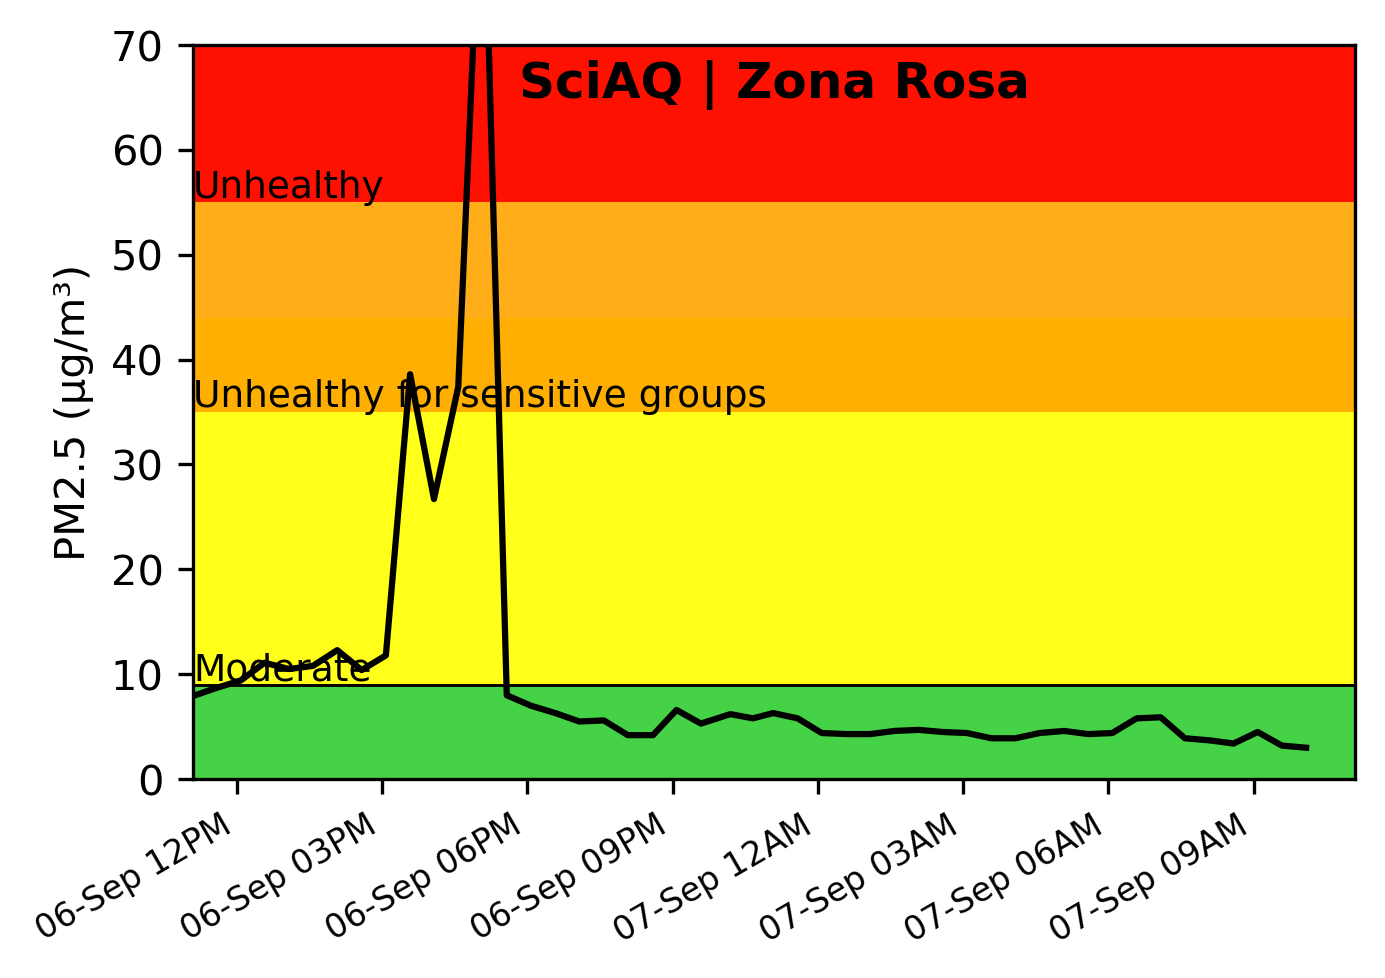 SciAQ | Zona Rosa
PM2.5 (µg/m³)
70
60
50
40
30
20
10
0
Unhealthy
Unhealthy for sensitive groups
Moderate
06-Sep 12PM
06-Sep 03PM
06-Sep 06PM
06-Sep 09PM
07-Sep 12AM
07-Sep 03AM
07-Sep 06AM
07-Sep 09AM